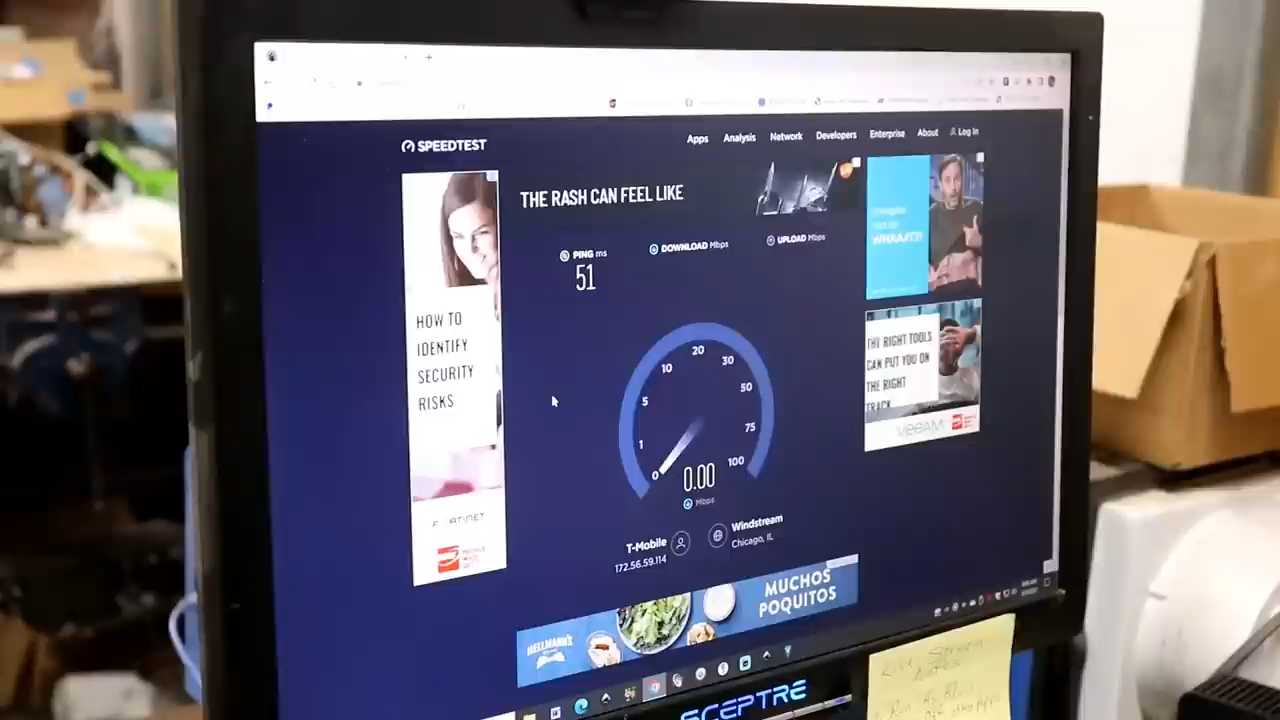 SPEEDTEST
Apps Analysis Network Developers Enterprise About Log In
THE RASH CAN FEEL LIKE
WHAAAT?!
PING ms
51
DOWNLOAD Mbps
UPLOAD Mbps
HOW TO
IDENTIFY
SECURITY
RISKS
FORTINET
THE RIGHT TOOLS
CAN PUT YOU ON
THE RIGHT
TRACK
VEEAM
0
1
5
10
20
30
50
75
100
0.00
Mbps
T-Mobile
172.56.59.114
Windstream
Chicago, IL
HELLMANN'S
MUCHOS
POQUITOS
SCEPTRE